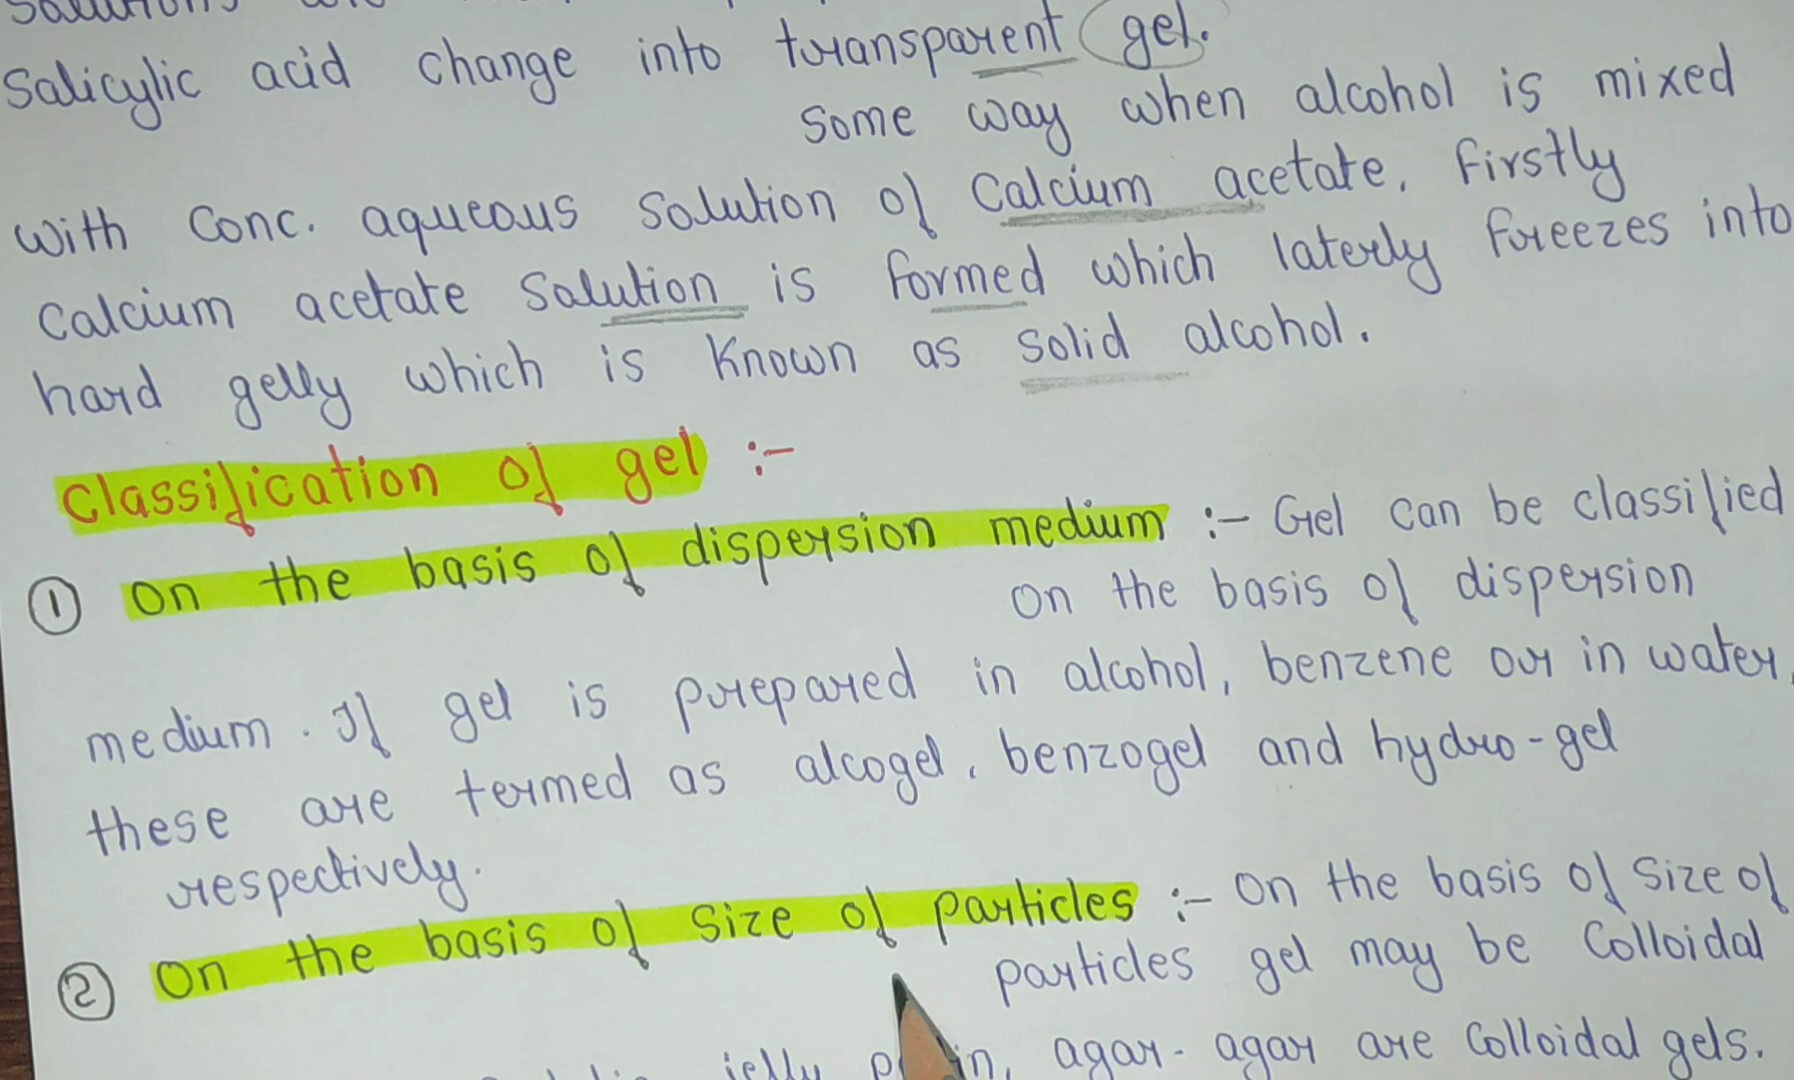 Salicylic acid change into transparent gel.
Some way when alcohol is mixed
with Conc. aqueous Solution of Calcium acetate, Firstly
Calcium acetate Salution is formed which laterly freezes into
hard gelly which is Known as Solid alcohol.
Classification of gel :-
① on the basis of dispersion medium :- Gel can be classified
on the basis of dispersion
medium. If gel is prepared in alcohol, benzene or in water,
these are termed as alcogel, benzogel and hydro-gel
respectively.
② On the basis of Size of particles :- On the basis of Size of
particles gel may be Colloidal
jelly agar-agar are Colloidal gels.